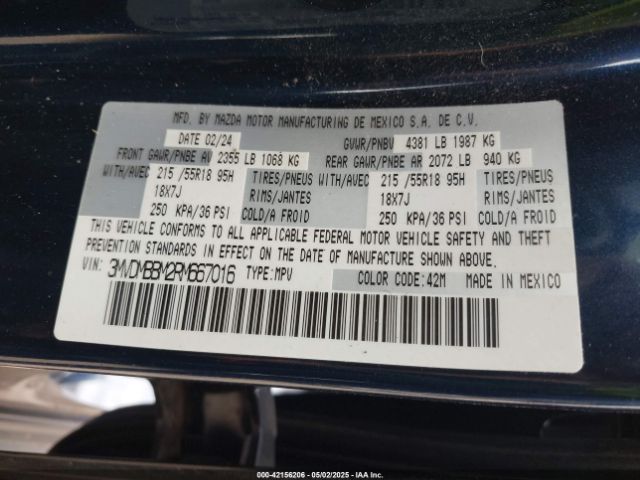 MFD. BY MAZDA MOTOR MANUFACTURING DE MEXICO S.A. DE C.V.
DATE 02/24 GVWR/PNBV 4381 LB 1987 KG
FRONT GAWR/PNBE AV 2355 LB 1068 KG REAR GAWR/PNBE AR 2072 LB 940 KG
WITH/AVEC 215 /55R18 95H TIRES/PNEUS WITH/AVEC 215 /55R18 95H TIRES/PNEUS
18X7J RIMS/JANTES 18X7J RIMS/JANTES
250 KPA/36 PSI COLD/A FROID 250 KPA/36 PSI COLD/A FROID
THIS VEHICLE CONFORMS TO ALL APPLICABLE FEDERAL MOTOR VEHICLE SAFETY AND THEFT
PREVENTION STANDARDS IN EFFECT ON THE DATE OF MANUFACTURE SHOWN ABOVE.
VIN: 3MVDMBBM2RM667016 TYPE:MPV COLOR CODE:42M MADE IN MEXICO
000-42156206 - 05/02/2025 - IAA Inc.